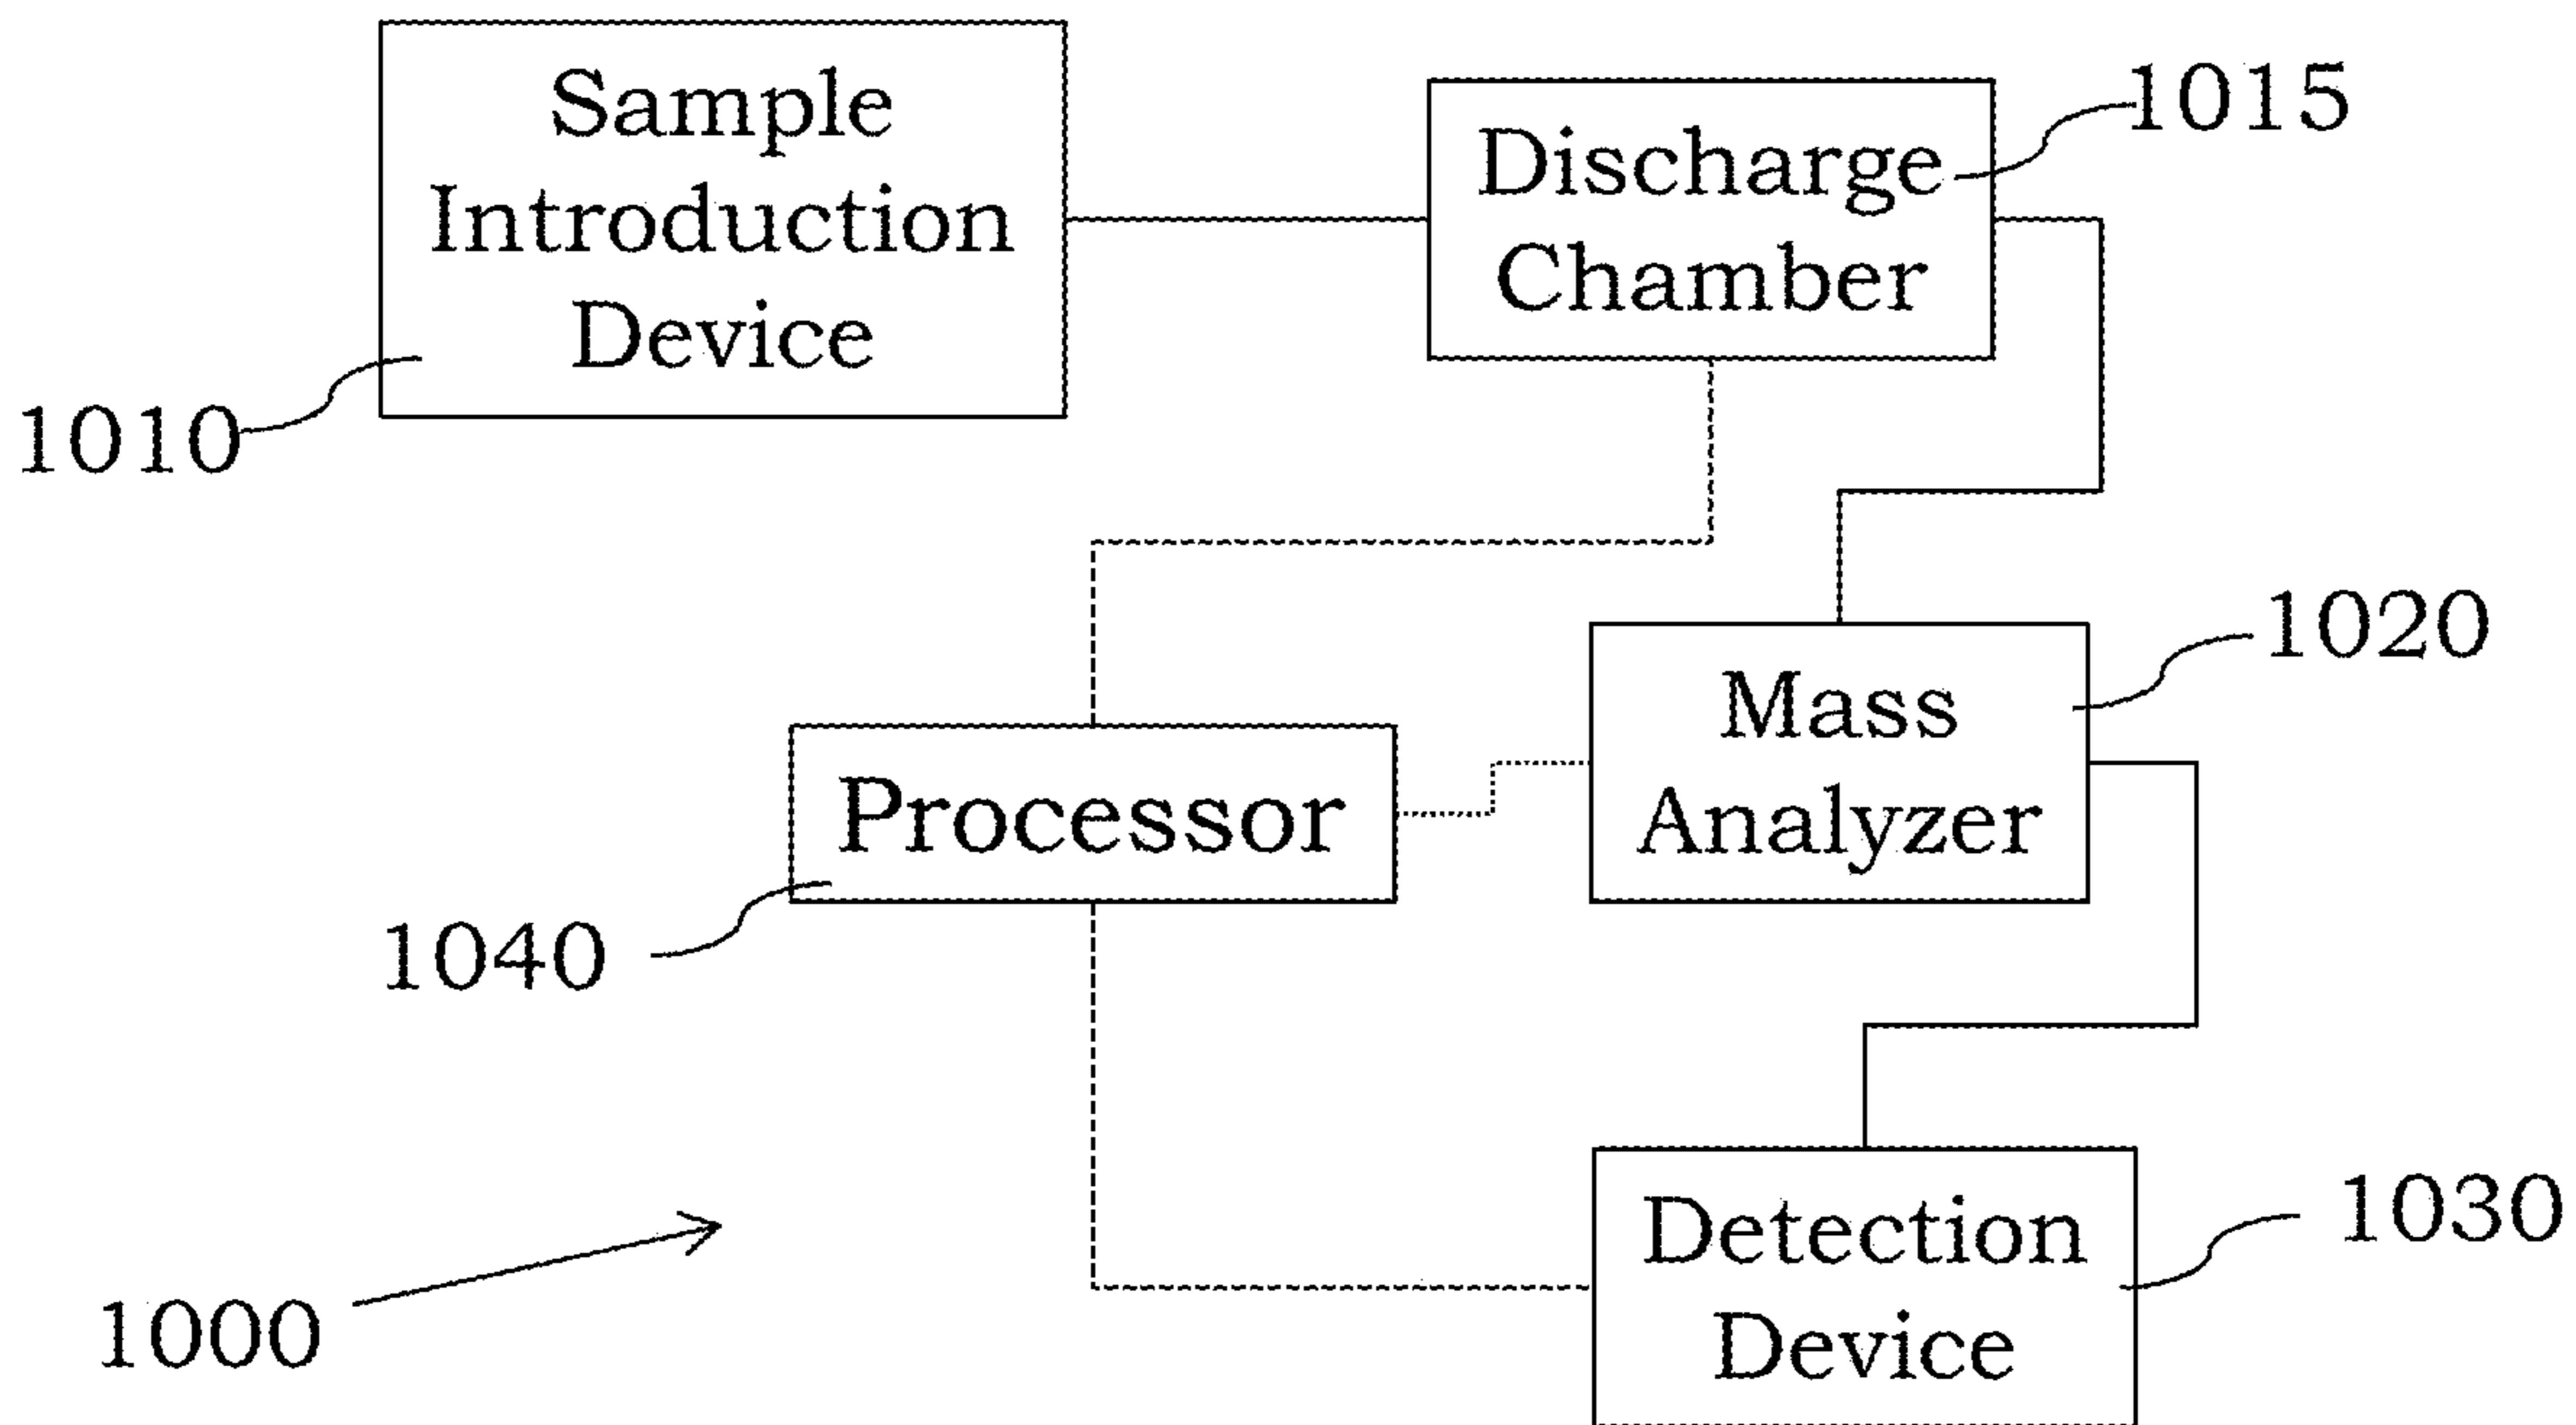 Sample
Introduction
Device
1010
Discharge
Chamber
1015
Mass
Analyzer
1020
Processor
1040
Detection
Device
1030
1000